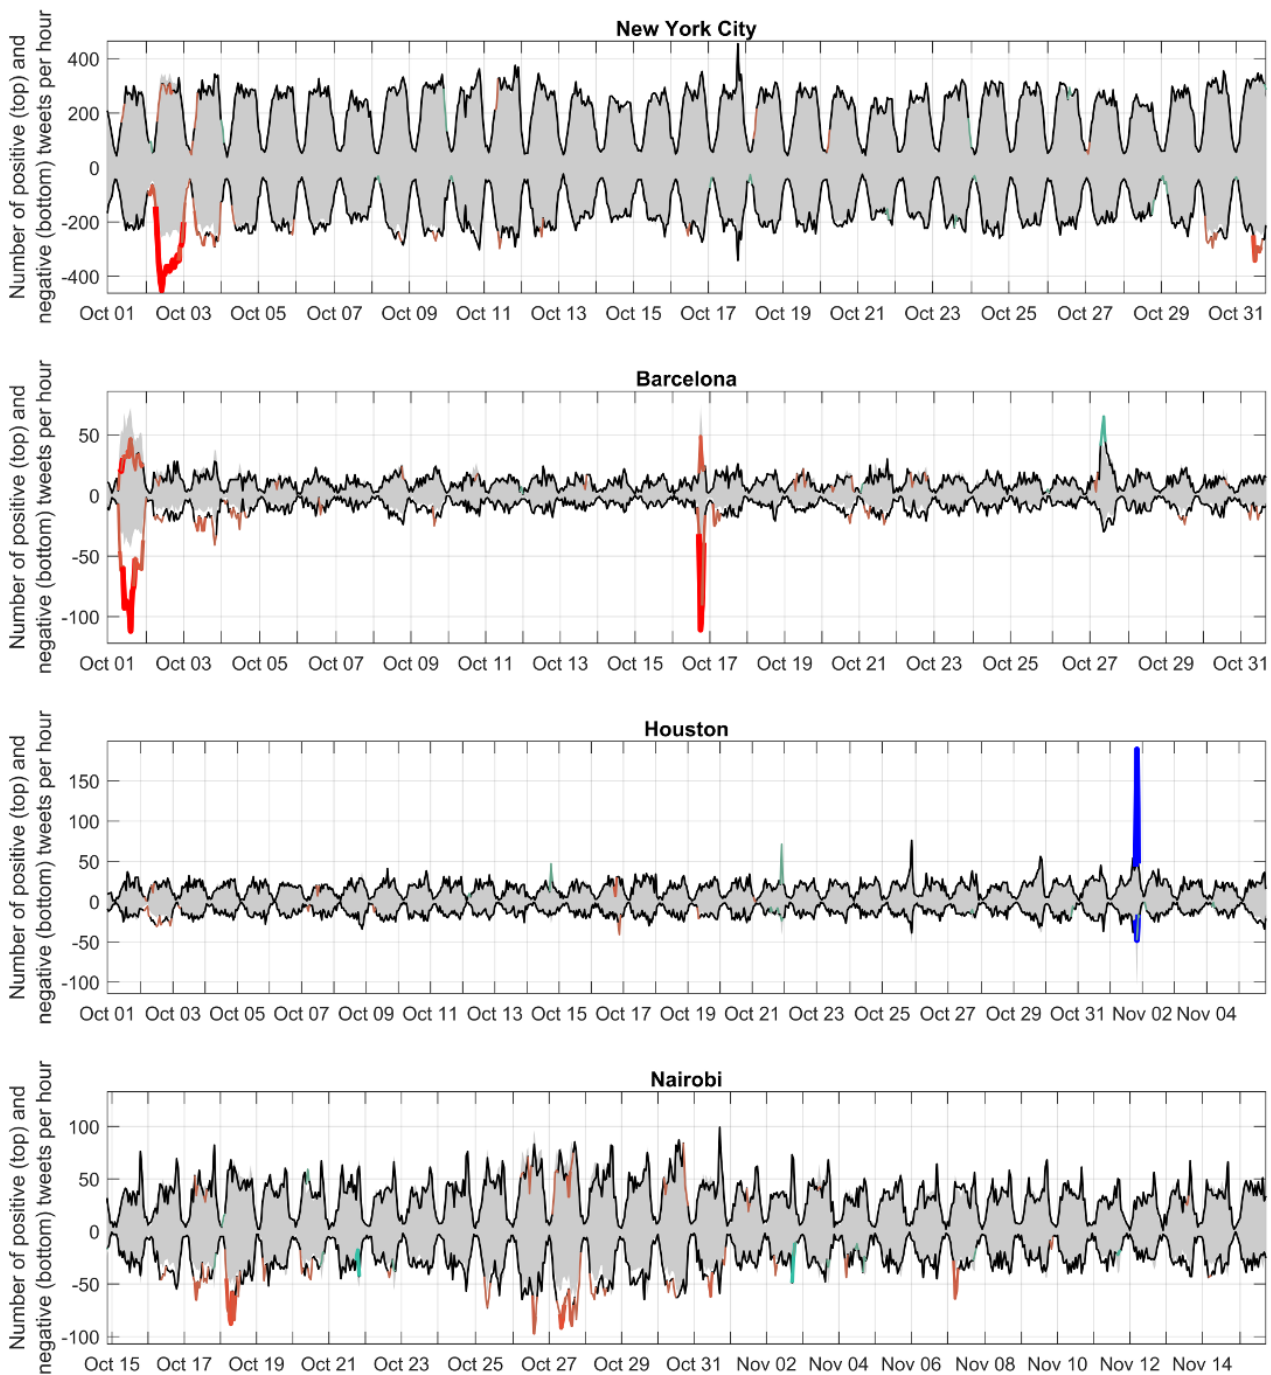 New York City
Number of positive (top) and
negative (bottom) tweets per hour
400
200
0
-200
-400
Oct 01 Oct 03 Oct 05 Oct 07 Oct 09 Oct 11 Oct 13 Oct 15 Oct 17 Oct 19 Oct 21 Oct 23 Oct 25 Oct 27 Oct 29 Oct 31
Barcelona
Number of positive (top) and
negative (bottom) tweets per hour
50
0
-50
-100
Oct 01 Oct 03 Oct 05 Oct 07 Oct 09 Oct 11 Oct 13 Oct 15 Oct 17 Oct 19 Oct 21 Oct 23 Oct 25 Oct 27 Oct 29 Oct 31
Houston
Number of positive (top) and
negative (bottom) tweets per hour
150
100
50
0
-50
-100
Oct 01 Oct 03 Oct 05 Oct 07 Oct 09 Oct 11 Oct 13 Oct 15 Oct 17 Oct 19 Oct 21 Oct 23 Oct 25 Oct 27 Oct 29 Oct 31 Nov 02 Nov 04
Nairobi
Number of positive (top) and
negative (bottom) tweets per hour
100
50
0
-50
-100
Oct 15 Oct 17 Oct 19 Oct 21 Oct 23 Oct 25 Oct 27 Oct 29 Oct 31 Nov 02 Nov 04 Nov 06 Nov 08 Nov 10 Nov 12 Nov 14